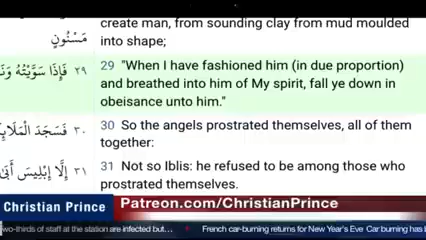 create man, from sounding clay from mud moulded
into shape;
مَسْنُونٍ
29 "When I have fashioned him (in due proportion)
and breathed into him of My spirit, fall ye down in
obeisance unto him."
٢٩ فَإِذَا سَوَّيْتُهُ
30 So the angels prostrated themselves, all of them
together:
٣٠ فَسَجَدَ
31 Not so Iblis: he refused to be among those who
prostrated themselves.
٣١ إِلَّا إِبْلِيسَ
Christian Prince
Patreon.com/ChristianPrince
wo-thirds of staff at the station are infected but...
French car-burning returns for New Year's Eve Car burning has